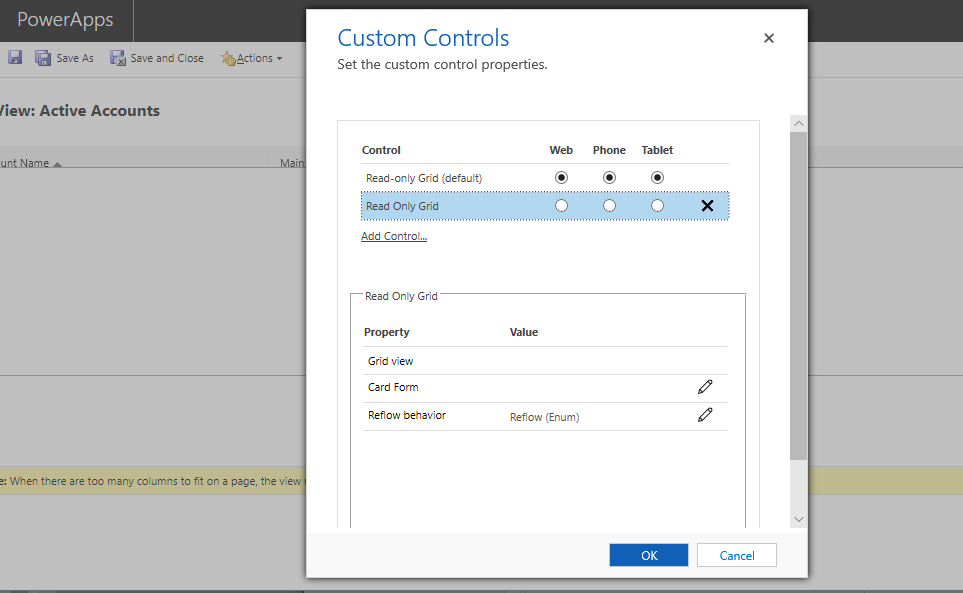 PowerApps
Save As
Save and Close
Actions
View: Active Accounts
unt Name
Main
e: When there are too many columns to fit on a page, the view
Custom Controls
Set the custom control properties.
Control Web Phone Tablet
Read-only Grid (default)
Read Only Grid
Add Control...
Read Only Grid
Property Value
Grid view
Card Form
Reflow behavior Reflow (Enum)
OK Cancel